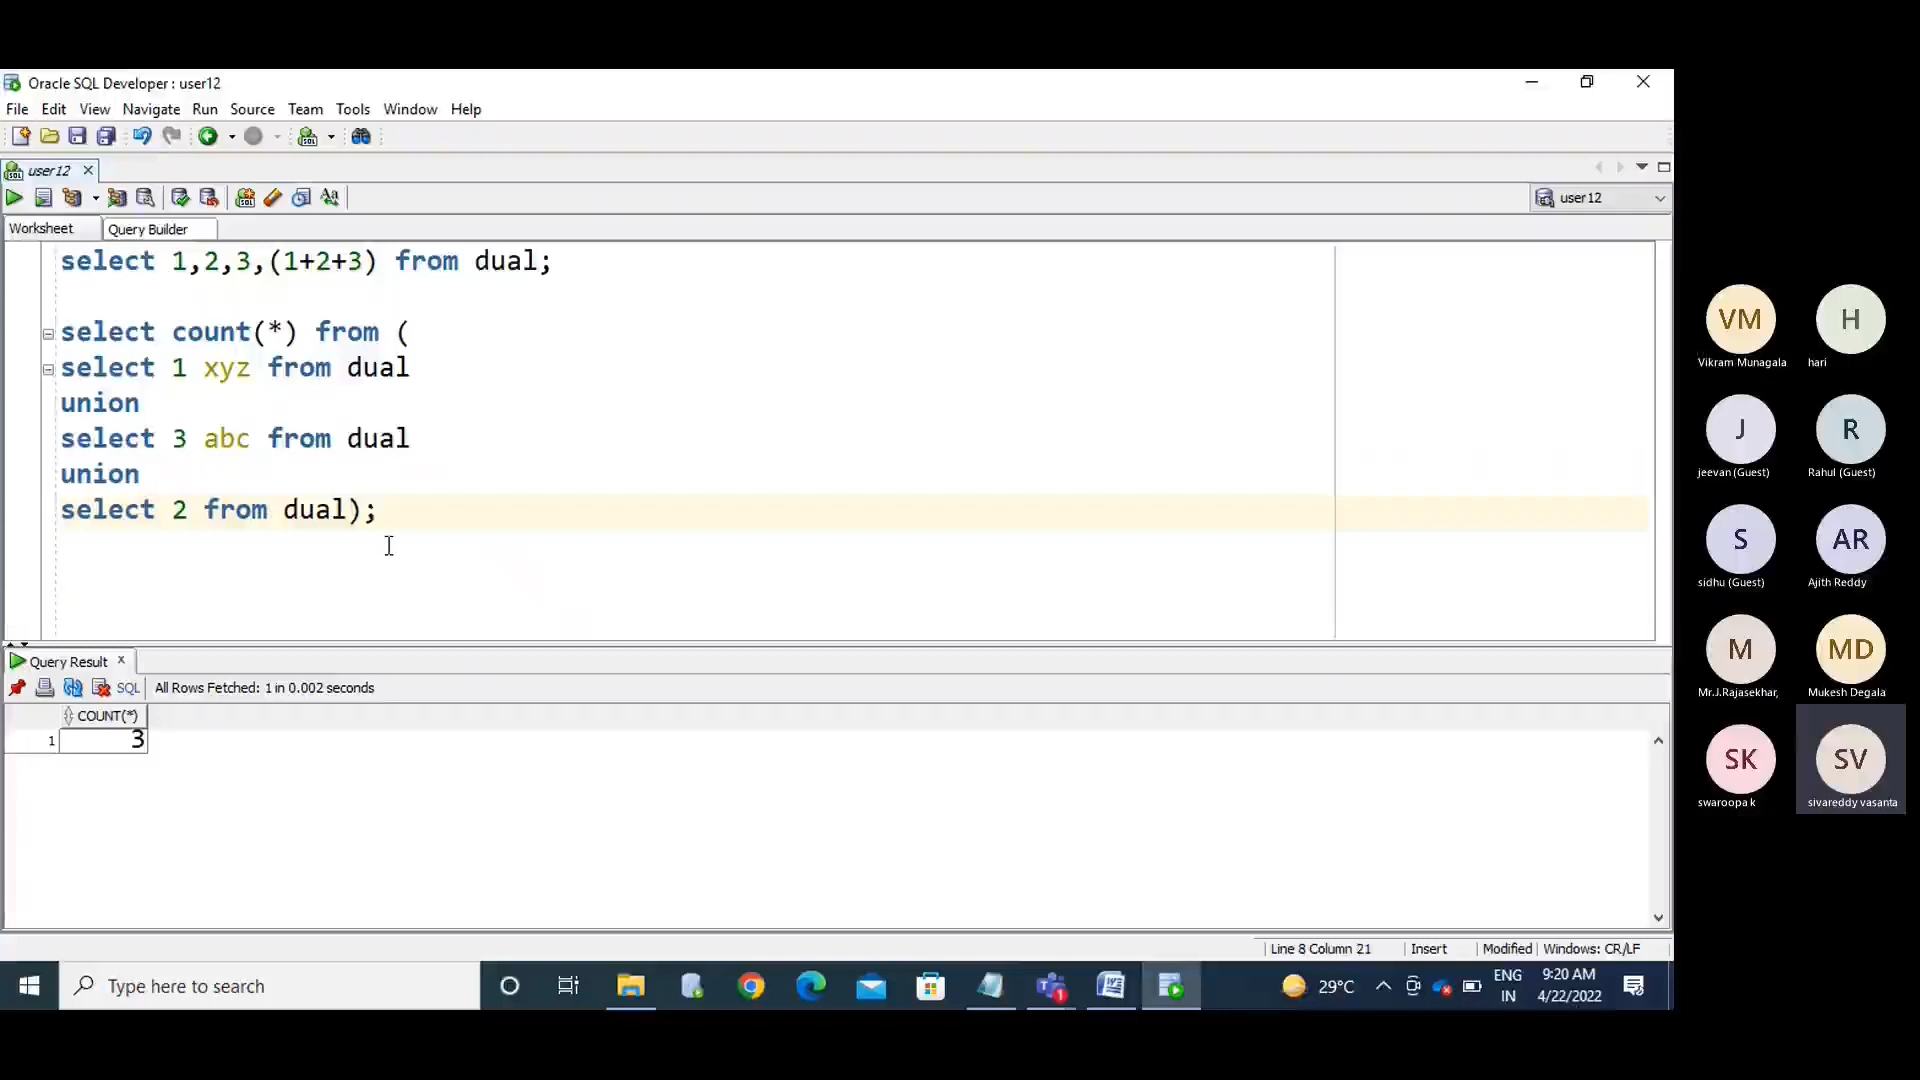 Oracle SQL Developer : user12
File Edit View Navigate Run Source Team Tools Window Help
user12
user12
Worksheet Query Builder
select 1,2,3,(1+2+3) from dual;
select count(*) from (
select 1 xyz from dual
union
select 3 abc from dual
union
select 2 from dual);
Query Result
SQL All Rows Fetched: 1 in 0.002 seconds
COUNT(*)
1 3
Line 8 Column 21 Insert Modified Windows: CR/LF
Type here to search
29°C
ENG
IN
9:20 AM
4/22/2022
VM H
Vikram Munagala hari
J R
jeevan (Guest) Rahul (Guest)
S AR
sidhu (Guest) Ajith Reddy
M MD
Mr.J.Rajasekhar, Mukesh Degala
SK SV
swaroopa k sivareddy vasanta